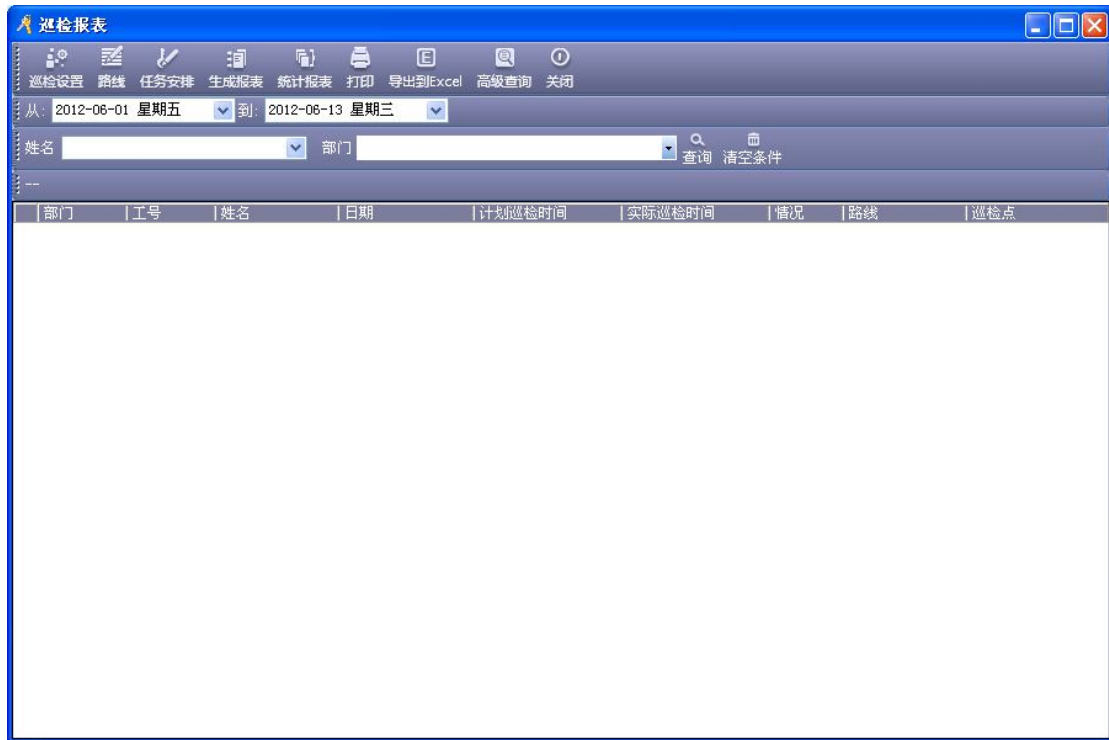 巡检报表
巡检设置 路线 任务安排 生成报表 统计报表 打印 导出到Excel 高级查询 关闭
从: 2012-06-01 星期五 到: 2012-06-13 星期三
姓名 部门 查询 清空条件
--
部门 工号 姓名 日期 计划巡检时间 实际巡检时间 情况 路线 巡检点